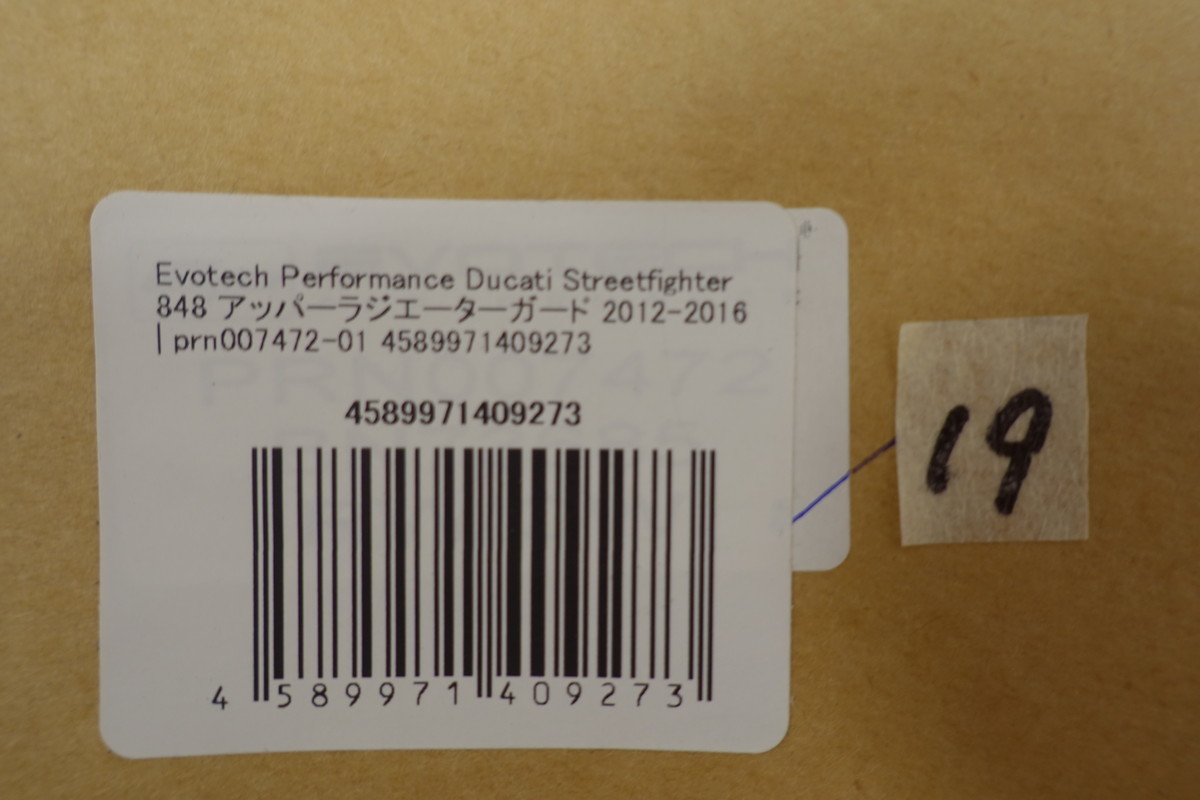 Evotech Performance Ducati Streetfighter
848 アッパーラジエーターガード 2012-2016
| prn007472-01 4589971409273
4589971409273
4 589971 409273
PRN007472
19